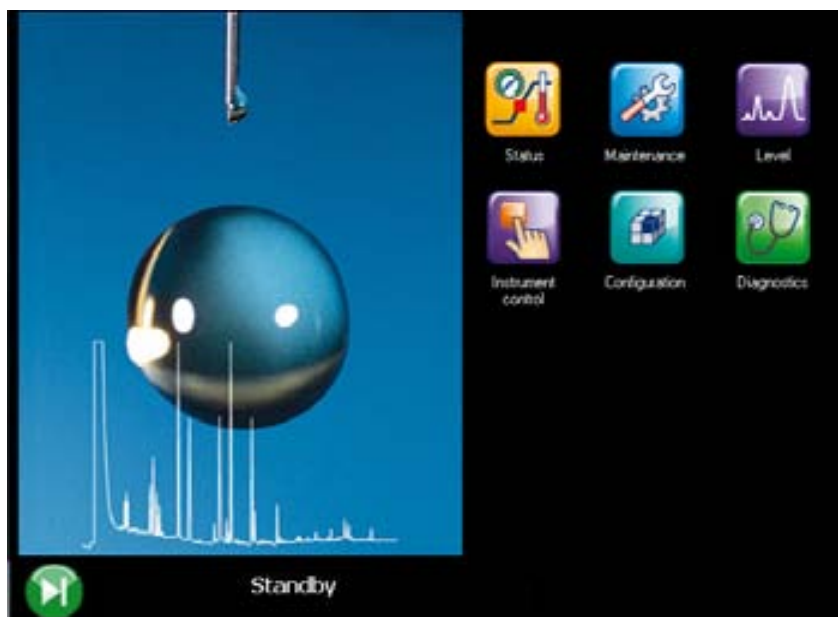 Status
Maintenance
Level
Instrument
control
Configuration
Diagnostics
Standby